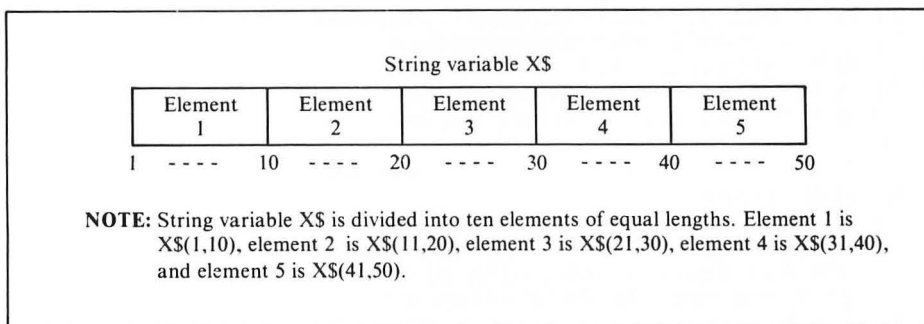 String variable X$
Element Element Element Element Element
1 2 3 4 5
1 ---- 10 ---- 20 ---- 30 ---- 40 ---- 50
NOTE: String variable X$ is divided into ten elements of equal lengths. Element 1 is
X$(1,10), element 2 is X$(11,20), element 3 is X$(21,30), element 4 is X$(31,40),
and element 5 is X$(41,50).